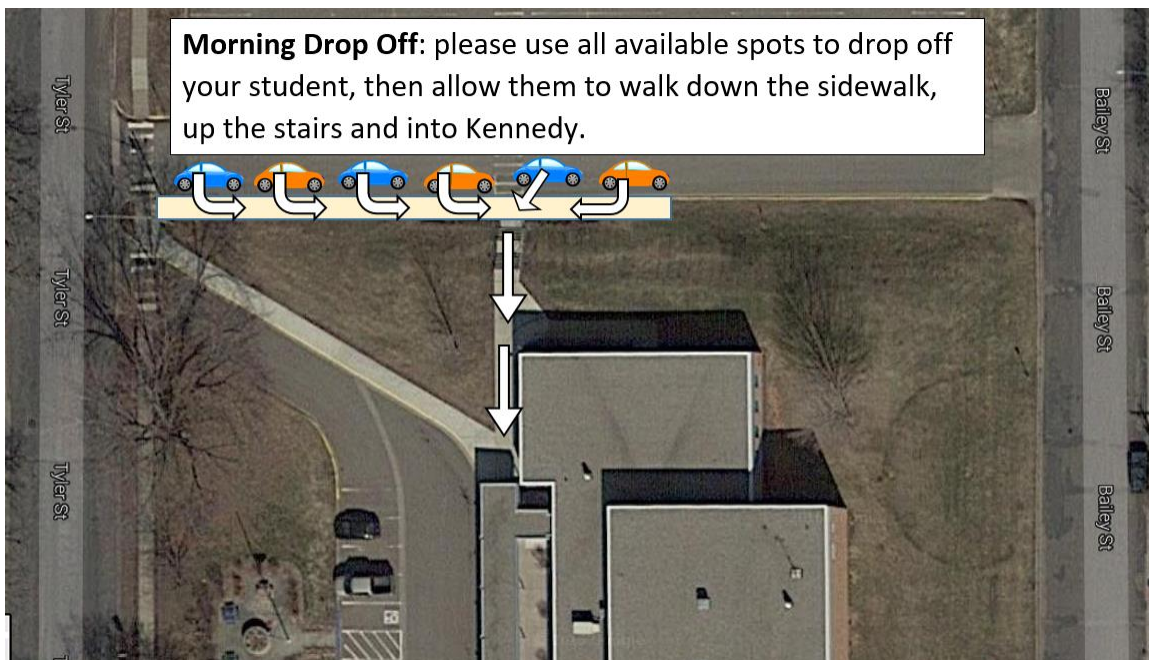 Morning Drop Off: please use all available spots to drop off
your student, then allow them to walk down the sidewalk,
up the stairs and into Kennedy.
Tyler St
Bailey St
Tyler St
Bailey St
Tyler St
Bailey St